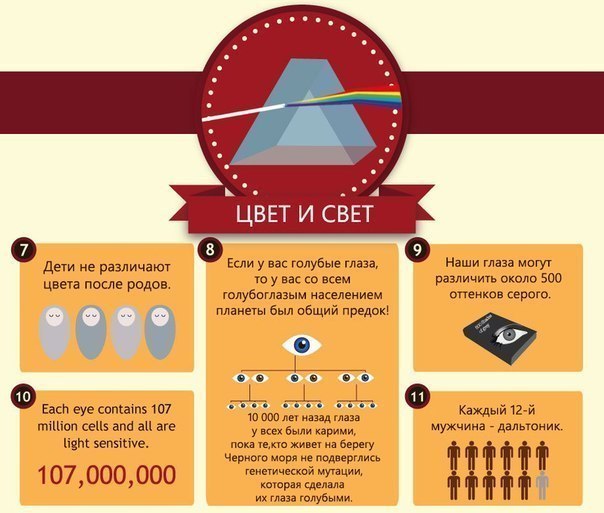 ЦВЕТ И СВЕТ
7
Дети не различают
цвета после родов.
8
Если у вас голубые глаза,
то у вас со всем
голубоглазым населением
планеты был общий предок!
10 000 лет назад глаза
у всех были карими,
пока те,кто живет на берегу
Черного моря не подверглись
генетической мутации,
которая сделала
их глаза голубыми.
9
Наши глаза могут
различить около 500
оттенков серого.
10
Each eye contains 107
million cells and all are
light sensitive.
107,000,000
11
Каждый 12-й
мужчина - дальтоник.